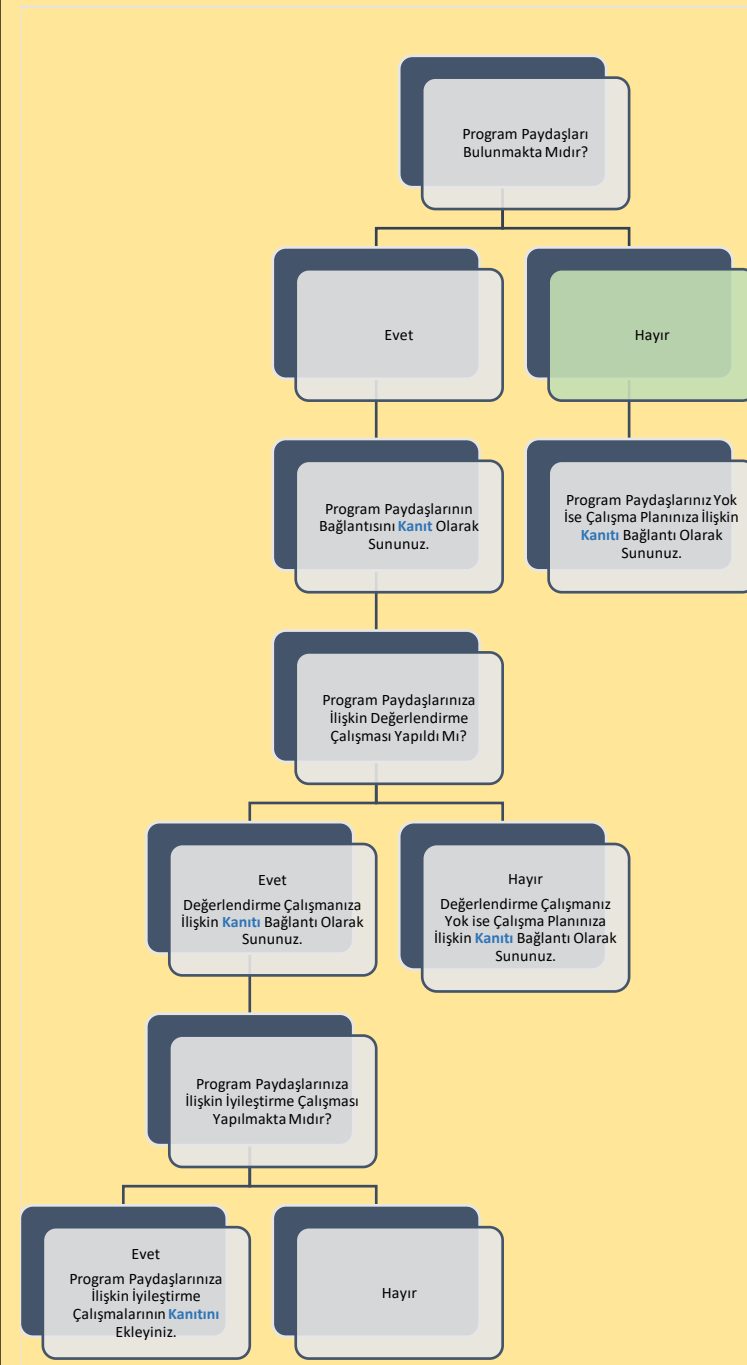 Program Paydaşları
Bulunmakta Mıdır?
Evet
Hayır
Program Paydaşlarının
Bağlantısını Kanıt Olarak
Sununuz.
Program Paydaşlarınız Yok
İse Çalışma Planınıza İlişkin
Kanıtı Bağlantı Olarak
Sununuz.
Program Paydaşlarınıza
İlişkin Değerlendirme
Çalışması Yapıldı Mı?
Evet
Değerlendirme Çalışmanıza
İlişkin Kanıtı Bağlantı Olarak
Sununuz.
Hayır
Değerlendirme Çalışmanız
Yok ise Çalışma Planınıza
İlişkin Kanıtı Bağlantı Olarak
Sununuz.
Program Paydaşlarınıza
İlişkin İyileştirme Çalışması
Yapılmakta Mıdır?
Evet
Program Paydaşlarınıza
İlişkin İyileştirme
Çalışmalarının Kanıtını
Ekleyiniz.
Hayır